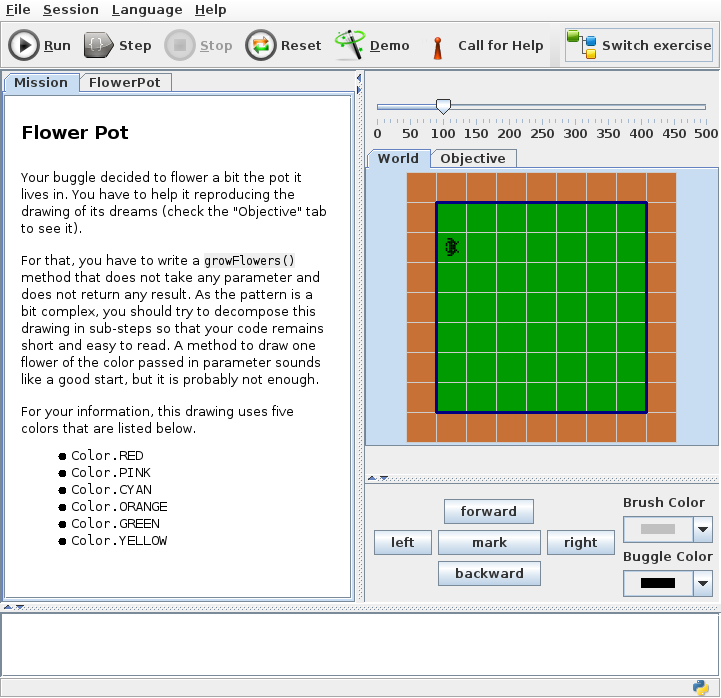 File Session Language Help
Run Step Stop Reset Demo Call for Help Switch exercise
Mission FlowerPot
Flower Pot
Your buggle decided to flower a bit the pot it
lives in. You have to help it reproducing the
drawing of its dreams (check the "Objective" tab
to see it).
For that, you have to write a growFlowers()
method that does not take any parameter and
does not return any result. As the pattern is a
bit complex, you should try to decompose this
drawing in sub-steps so that your code remains
short and easy to read. A method to draw one
flower of the color passed in parameter sounds
like a good start, but it is probably not enough.
For your information, this drawing uses five
colors that are listed below.
Color.RED
Color.PINK
Color.CYAN
Color.ORANGE
Color.GREEN
Color.YELLOW
0 50 100 150 200 250 300 350 400 450 500
World Objective
forward
left mark right
backward
Brush Color
Buggle Color